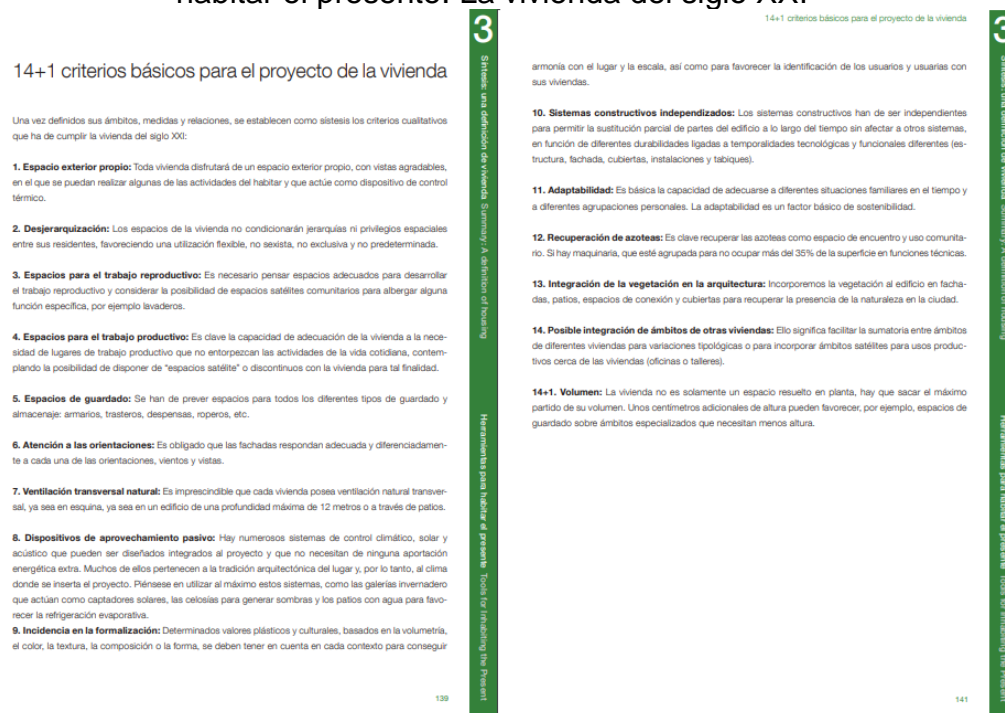 habitar el presente. La vivienda del siglo XXI
14+1 criterios básicos para el proyecto de la vivienda
Una vez definidos sus ámbitos, medidas y relaciones, se establecen como sistesis los criterios cualitativos
que ha de cumplir la vivienda del siglo XXI:
1. Espacio exterior propio: Toda vivienda disfrutará de un espacio exterior propio, con vistas agradables,
en el que se puedan realizar algunas de las actividades del habitar y que actúe como dispositivo de control
térmico.
2. Desjerarquización: Los espacios de la vivienda no condicionarán jerarquías ni privilegios espaciales
entre sus residentes, favoreciendo una utilización flexible, no sexista, no exclusiva y no predeterminada.
3. Espacios para el trabajo reproductivo: Es necesario pensar espacios adecuados para desarrollar
el trabajo reproductivo y considerar la posibilidad de espacios satélites comunitarios para albergar alguna
función específica, por ejemplo lavaderos.
4. Espacios para el trabajo productivo: Es clave la capacidad de adecuación de la vivienda a la nece-
sidad de lugares de trabajo productivo que no entorpezcan las actividades de la vida cotidiana, contem-
plando la posibilidad de disponer de “espacios satélite” o discontinuos con la vivienda para tal finalidad.
5. Espacios de guardado: Se han de prever espacios para todos los diferentes tipos de guardado y
almacenaje: armarios, trasteros, despensas, roperos, etc.
6. Atención a las orientaciones: Es obligado que las fachadas respondan adecuada y diferenciadamen-
te a cada una de las orientaciones, vientos y vistas.
7. Ventilación transversal natural: Es imprescindible que cada vivienda posea ventilación natural transver-
sal, ya sea en esquina, ya sea en un edificio de una profundidad máxima de 12 metros o a través de patios.
8. Dispositivos de aprovechamiento pasivo: Hay numerosos sistemas de control climático, solar y
acústico que pueden ser diseñados integrados al proyecto y que no necesitan de ninguna aportación
energética extra. Muchos de ellos pertenecen a la tradición arquitectónica del lugar y, por lo tanto, al clima
donde se inserta el proyecto. Piénsese en utilizar al máximo estos sistemas, como las galerías invernadero
que actúan como captadores solares, las celosías para generar sombras y los patios con agua para favo-
recer la refrigeración evaporativa.
9. Incidencia en la formalización: Determinados valores plásticos y culturales, basados en la volumetría,
el color, la textura, la composición o la forma, se deben tener en cuenta en cada contexto para conseguir
139
3
Síntesis: una definición de vivienda Summary: A definition of housing
Herramientas para habitar el presente Tools for Inhabiting the Present
14+1 criterios básicos para el proyecto de la vivienda
armonía con el lugar y la escala, así como para favorecer la identificación de los usuarios y usuarias con
sus viviendas.
10. Sistemas constructivos independizados: Los sistemas constructivos han de ser independientes
para permitir la sustitución parcial de partes del edificio a lo largo del tiempo sin afectar a otros sistemas,
en función de diferentes durabilidades ligadas a temporalidades tecnológicas y funcionales diferentes (es-
tructura, fachada, cubiertas, instalaciones y tabiques).
11. Adaptabilidad: Es básica la capacidad de adecuarse a diferentes situaciones familiares en el tiempo y
a diferentes agrupaciones personales. La adaptabilidad es un factor básico de sostenibilidad.
12. Recuperación de azoteas: Es clave recuperar las azoteas como espacio de encuentro y uso comunita-
rio. Si hay maquinaria, que esté agrupada para no ocupar más del 35% de la superficie en funciones técnicas.
13. Integración de la vegetación en la arquitectura: Incorporemos la vegetación al edificio en facha-
das, patios, espacios de conexión y cubiertas para recuperar la presencia de la naturaleza en la ciudad.
14. Posible integración de ámbitos de otras viviendas: Ello significa facilitar la sumatoria entre ámbitos
de diferentes viviendas para variaciones tipológicas o para incorporar ámbitos satélites para usos produc-
tivos cerca de las viviendas (oficinas o talleres).
14+1. Volumen: La vivienda no es solamente un espacio resuelto en planta, hay que sacar el máximo
partido de su volumen. Unos centímetros adicionales de altura pueden favorecer, por ejemplo, espacios de
guardado sobre ámbitos especializados que necesitan menos altura.
141
3
Síntesis: una definición de vivienda Summary: A definition of housing
Herramientas para habitar el presente Tools for Inhabiting the Present